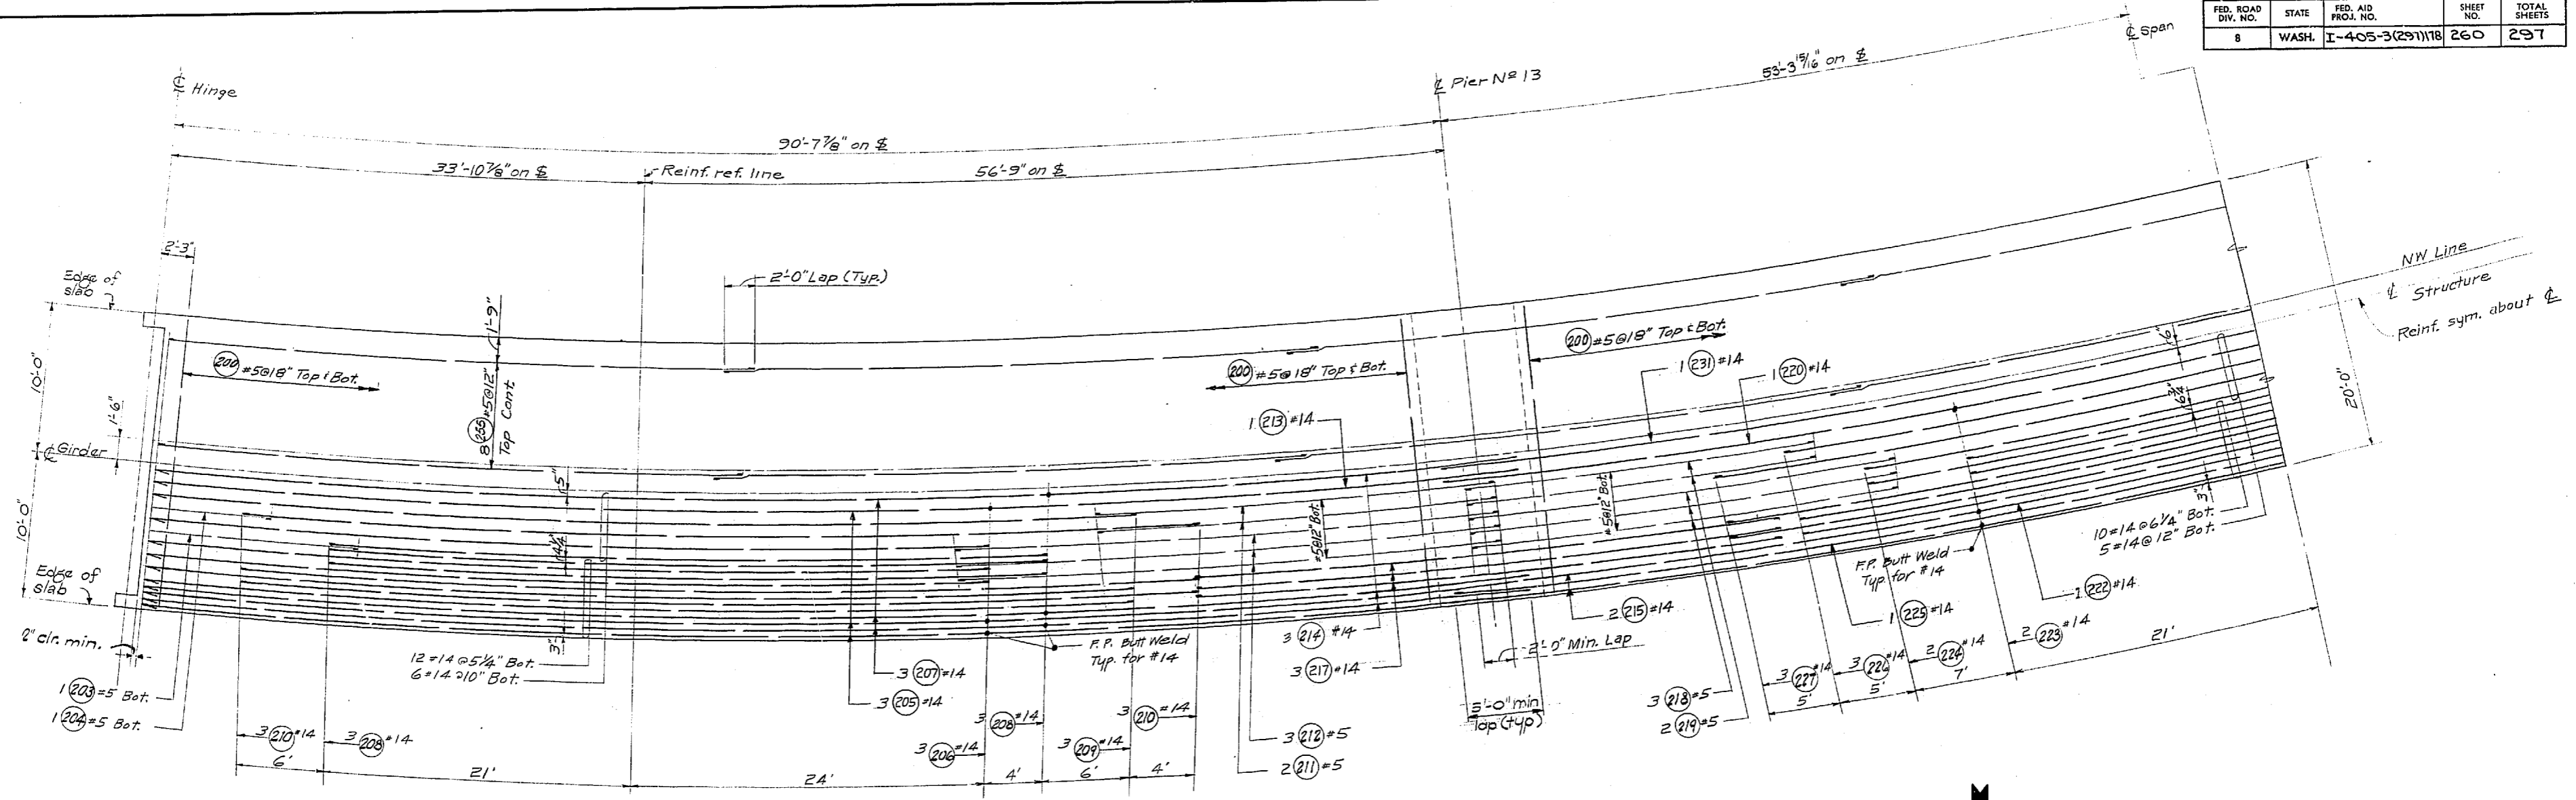 FED. ROAD DIV. NO.
STATE
FED. AID PROJ. NO.
SHEET NO.
TOTAL SHEETS
8
WASH.
I-405-3(297)178
260
297
℄ Hinge
℄ Pier Nº 13
℄ Span
53'-3 15/16" on ℄
90'-7 7/8" on ℄
33'-10 7/8" on ℄
Reinf. ref. line
56'-9" on ℄
2'-3"
Edge of slab
2'-0" Lap (Typ.)
1'-9"
8 255 #5@12"
Top Cont.
200 #5@18" Top & Bot.
200 #5@18" Top & Bot.
200 #5@18" Top & Bot.
NW Line
℄ Structure
Reinf. sym. about ℄
20'-0"
10'-0"
1'-6"
℄ Girder
10'-0"
Edge of slab
2" clr. min.
5"
4 1/4"
3"
1 213 #14
1 231 #14
1 220 #14
#5@12" Bot.
#5@12" Bot.
6"
6 3/4"
3"
10 #14 @ 6 1/4" Bot.
5 #14 @ 12" Bot.
F.P. Butt Weld
Typ. for #14
1 222 #14
1 225 #14
2 223 #14
2 224 #14
3 226 #14
3 227 #14
21'
7'
5'
5'
2 215 #14
3 214 #14
3 217 #14
2'-0" Min. Lap
3 218 #5
2 219 #5
5'-0" min
lap (typ)
F.P. Butt Weld
Typ. for #14
12 #14 @ 5 1/4" Bot.
6 #14 @ 10" Bot.
3 207 #14
3 205 #14
1 203 #5 Bot.
1 204 #5 Bot.
3 210 #14
3 208 #14
3 206 #14
3 208 #14
3 209 #14
3 210 #14
3 212 #5
2 211 #5
6'
21'
24'
4'
6'
4'